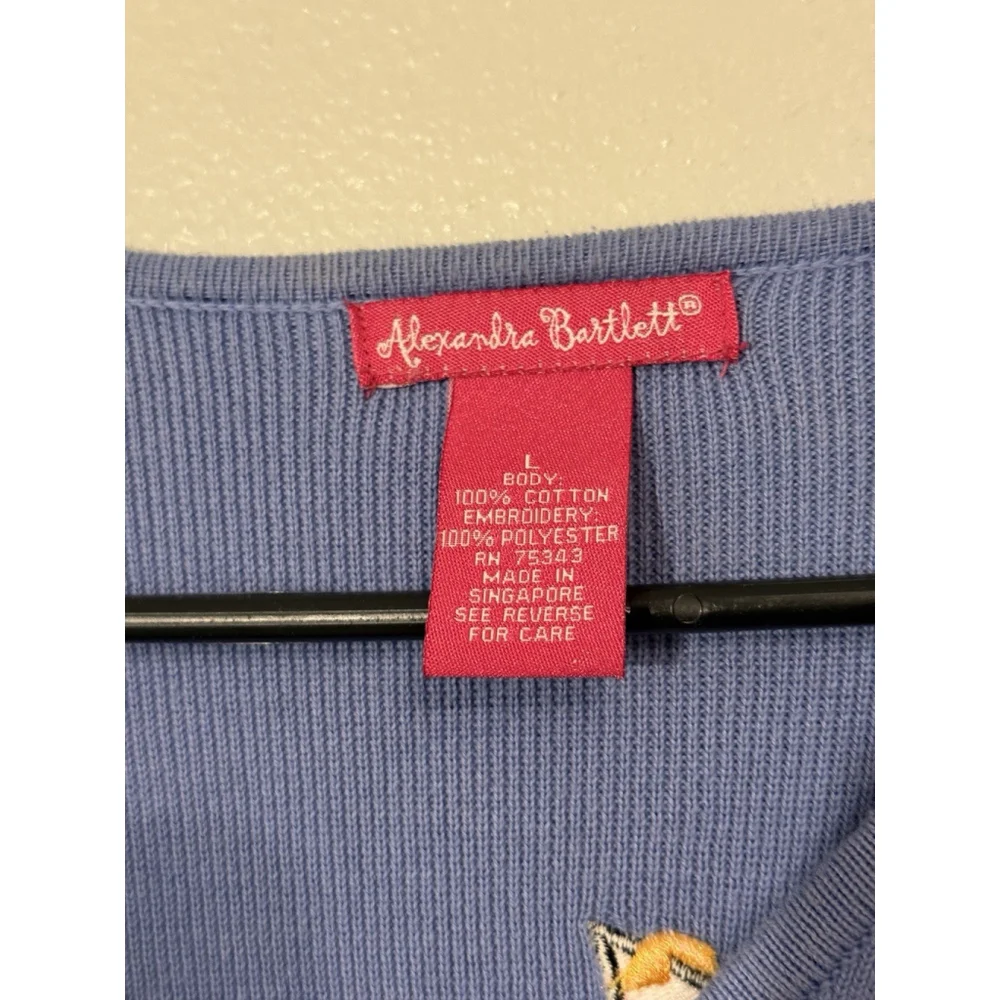 Alexandra Bartlett®
L
BODY:
100% COTTON
EMBROIDERY:
100% POLYESTER
RN 75343
MADE IN
SINGAPORE
SEE REVERSE
FOR CARE